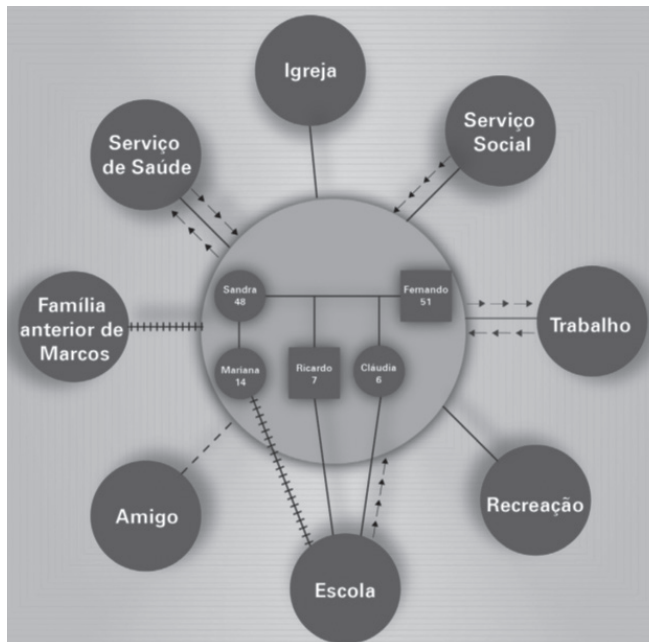 Igreja
Serviço
Social
Serviço
de Saúde
Sandra
48
Fernando
51
Família
anterior de
Marcos
Trabalho
Mariana
14
Ricardo
7
Cláudia
6
Amigo
Recreação
Escola